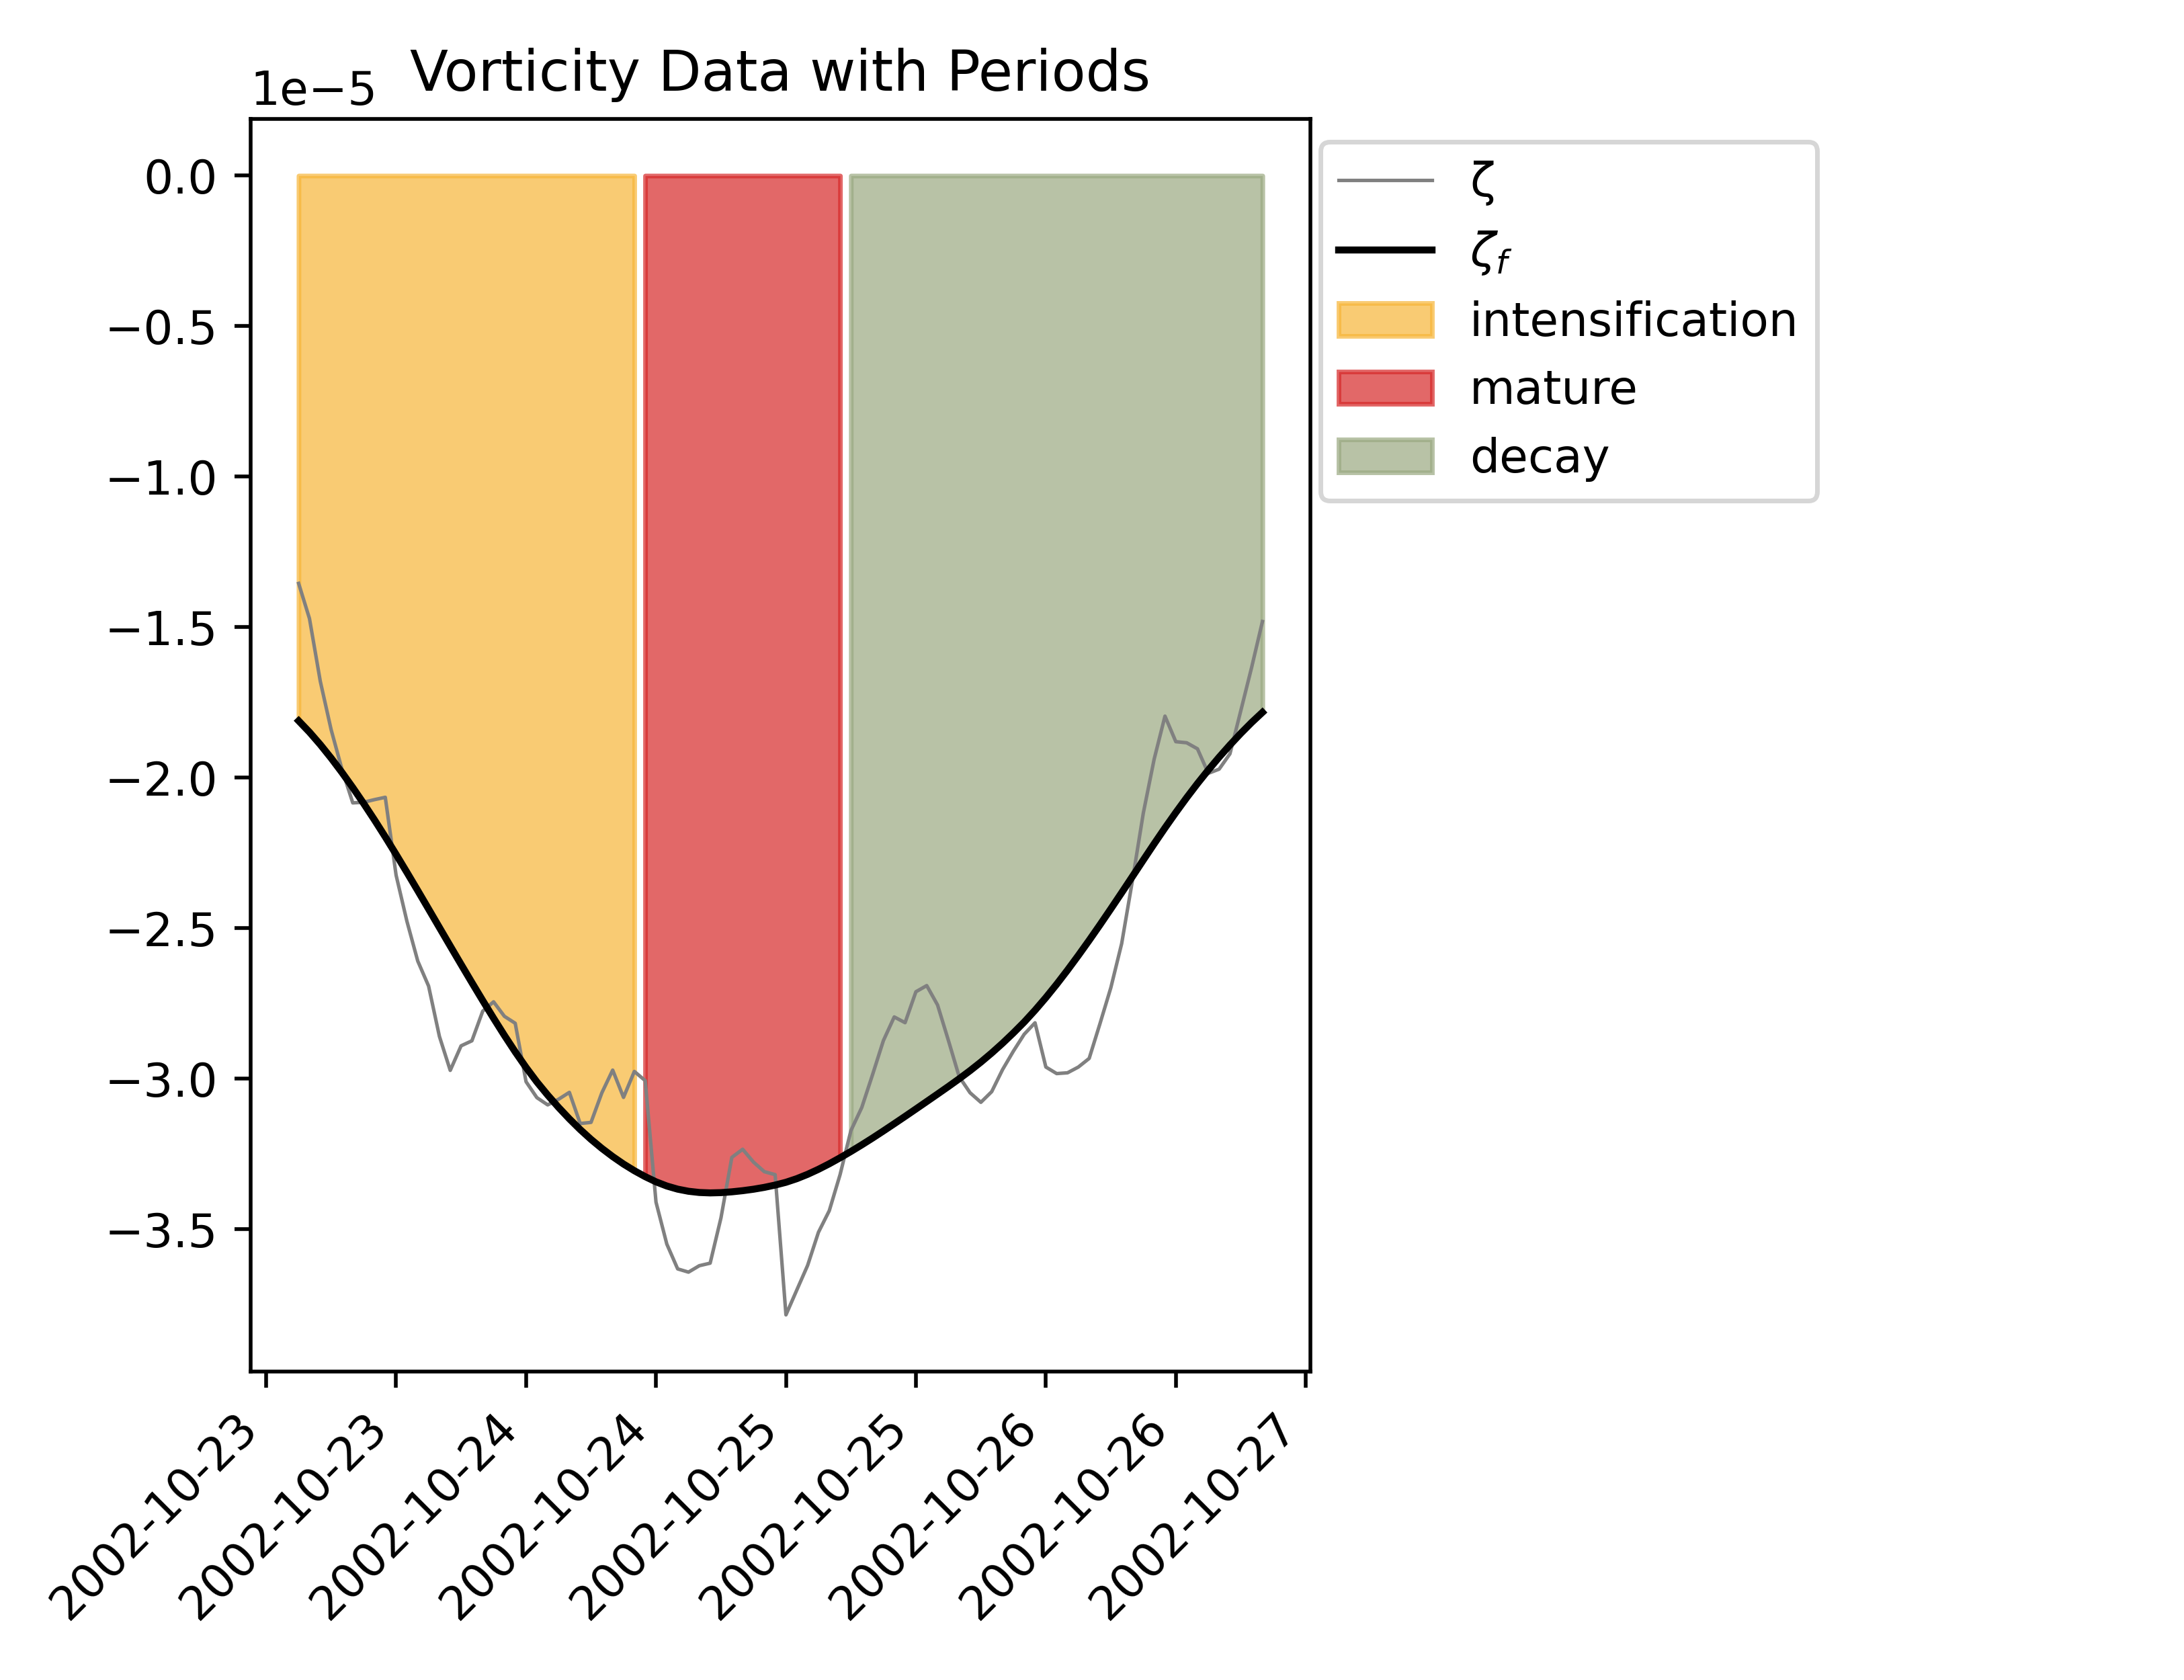 Vorticity Data with Periods
1e−5
0.0
−0.5
−1.0
−1.5
−2.0
−2.5
−3.0
−3.5
2002-10-23
2002-10-23
2002-10-24
2002-10-24
2002-10-25
2002-10-25
2002-10-26
2002-10-26
2002-10-27
ζ
ζf
intensification
mature
decay